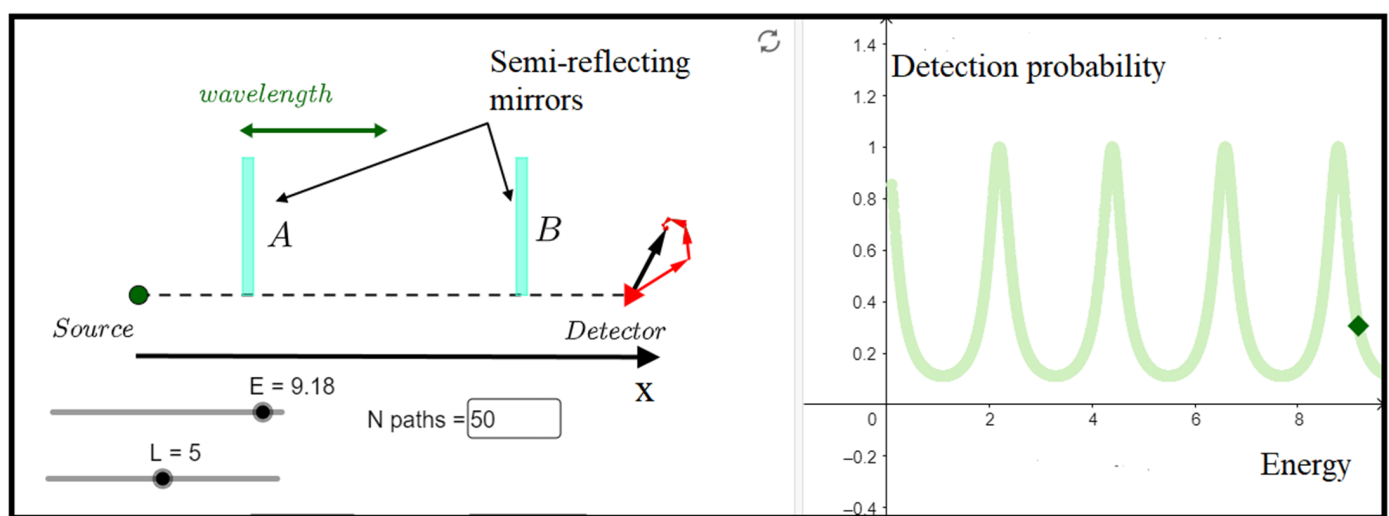 Semi-reflecting
mirrors
wavelength
A
B
Source
Detector
x
E = 9.18
N paths = 50
L = 5
Detection probability
1.4
1.2
1
0.8
0.6
0.4
0.2
0
2
4
6
8
−0.2
−0.4
Energy